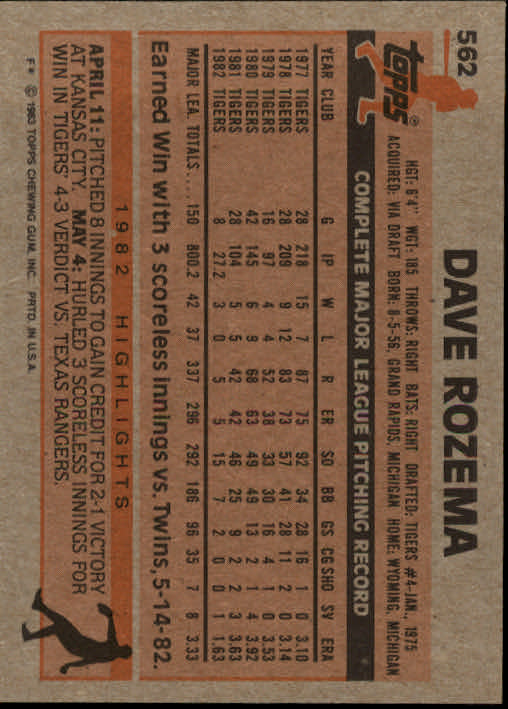 562
topps®
DAVE ROZEMA
HGT: 6'4" WGT: 185 THROWS: RIGHT BATS: RIGHT DRAFTED: TIGERS #4-JAN., 1975
ACQUIRED: VIA DRAFT BORN: 8-5-56, GRAND RAPIDS, MICHIGAN HOME: WYOMING, MICHIGAN
COMPLETE MAJOR LEAGUE PITCHING RECORD
YEAR CLUB G IP W L R ER SO BB GS CG SHO SV ERA
1977 TIGERS 28 218 15 7 87 75 92 34 28 16 1 0 3.10
1978 TIGERS 28 209 9 12 83 73 57 41 28 11 2 0 3.14
1979 TIGERS 16 97 4 4 52 38 33 30 16 4 1 0 3.53
1980 TIGERS 42 145 6 9 68 63 49 49 13 2 1 4 3.92
1981 TIGERS 28 104 5 5 42 42 46 25 9 2 2 3 3.63
1982 TIGERS 8 27.2 3 0 5 5 15 7 2 0 0 1 1.63
MAJOR LEA. TOTALS .... 150 800.2 42 37 337 296 292 186 96 35 7 8 3.33
Earned Win with 3 scoreless innings vs. Twins, 5-14-82.
1982 HIGHLIGHTS
APRIL 11: PITCHED 8 INNINGS TO GAIN CREDIT FOR 2-1 VICTORY
AT KANSAS CITY. MAY 4: HURLED 3 SCORELESS INNINGS FOR
WIN IN TIGERS' 4-3 VERDICT VS. TEXAS RANGERS.
F* © 1983 TOPPS CHEWING GUM, INC. PRTD. IN U.S.A.